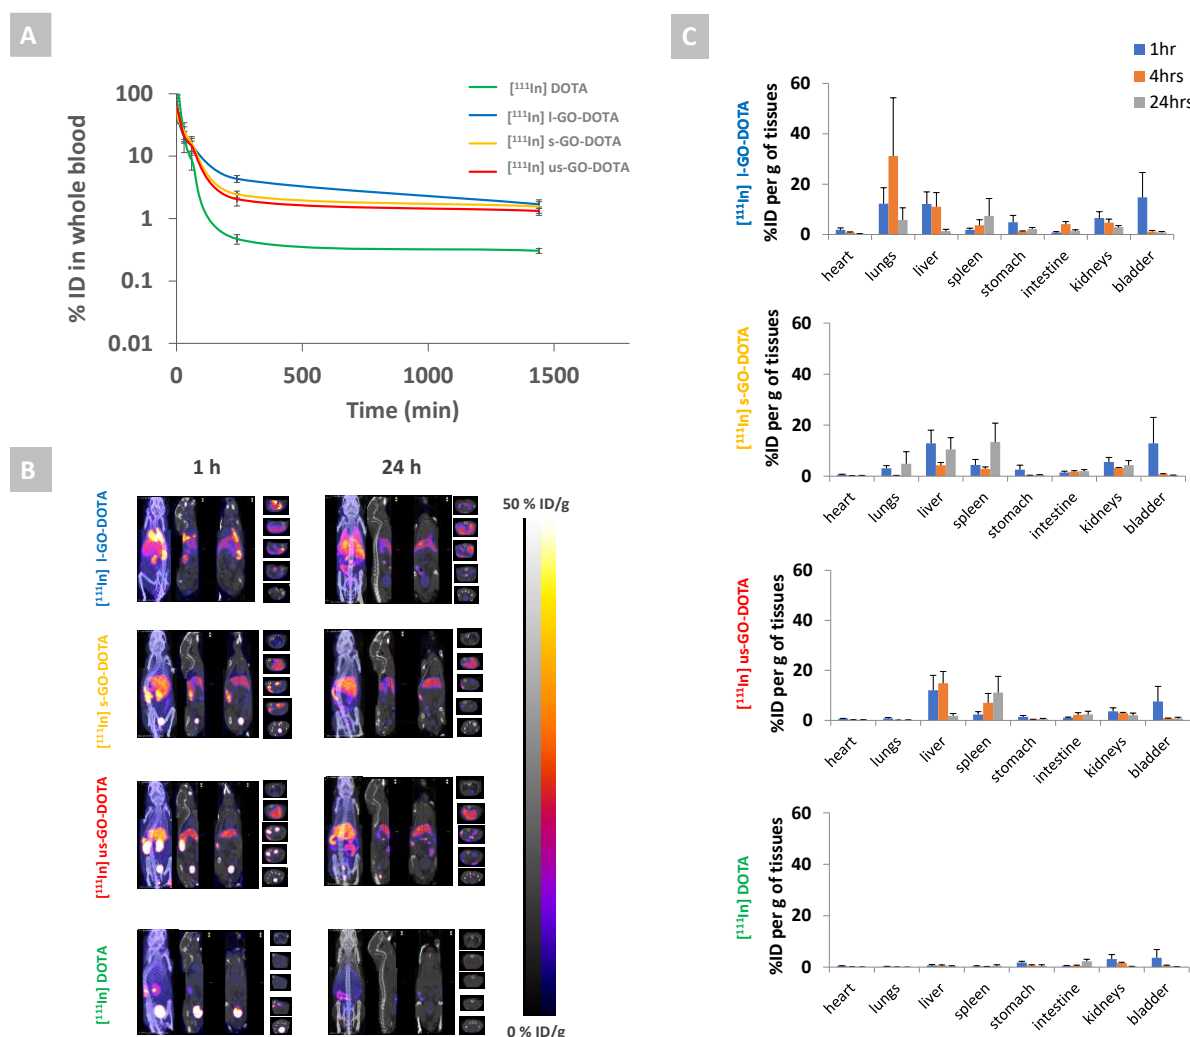 A
100
10
1
0.1
0.01
% ID in whole blood
0
500
1000
1500
Time (min)
[¹¹¹In] DOTA
[¹¹¹In] l-GO-DOTA
[¹¹¹In] s-GO-DOTA
[¹¹¹In] us-GO-DOTA
B
1 h
24 h
[¹¹¹In] l-GO-DOTA
[¹¹¹In] s-GO-DOTA
[¹¹¹In] us-GO-DOTA
[¹¹¹In] DOTA
50 % ID/g
0 % ID/g
C
1hr
4hrs
24hrs
[¹¹¹In] l-GO-DOTA
%ID per g of tissues
60
40
20
0
heart
lungs
liver
spleen
stomach
intestine
kidneys
bladder
[¹¹¹In] s-GO-DOTA
%ID per g of tissues
60
40
20
0
heart
lungs
liver
spleen
stomach
intestine
kidneys
bladder
[¹¹¹In] us-GO-DOTA
%ID per g of tissues
60
40
20
0
heart
lungs
liver
spleen
stomach
intestine
kidneys
bladder
[¹¹¹In] DOTA
%ID per g of tissues
60
40
20
0
heart
lungs
liver
spleen
stomach
intestine
kidneys
bladder